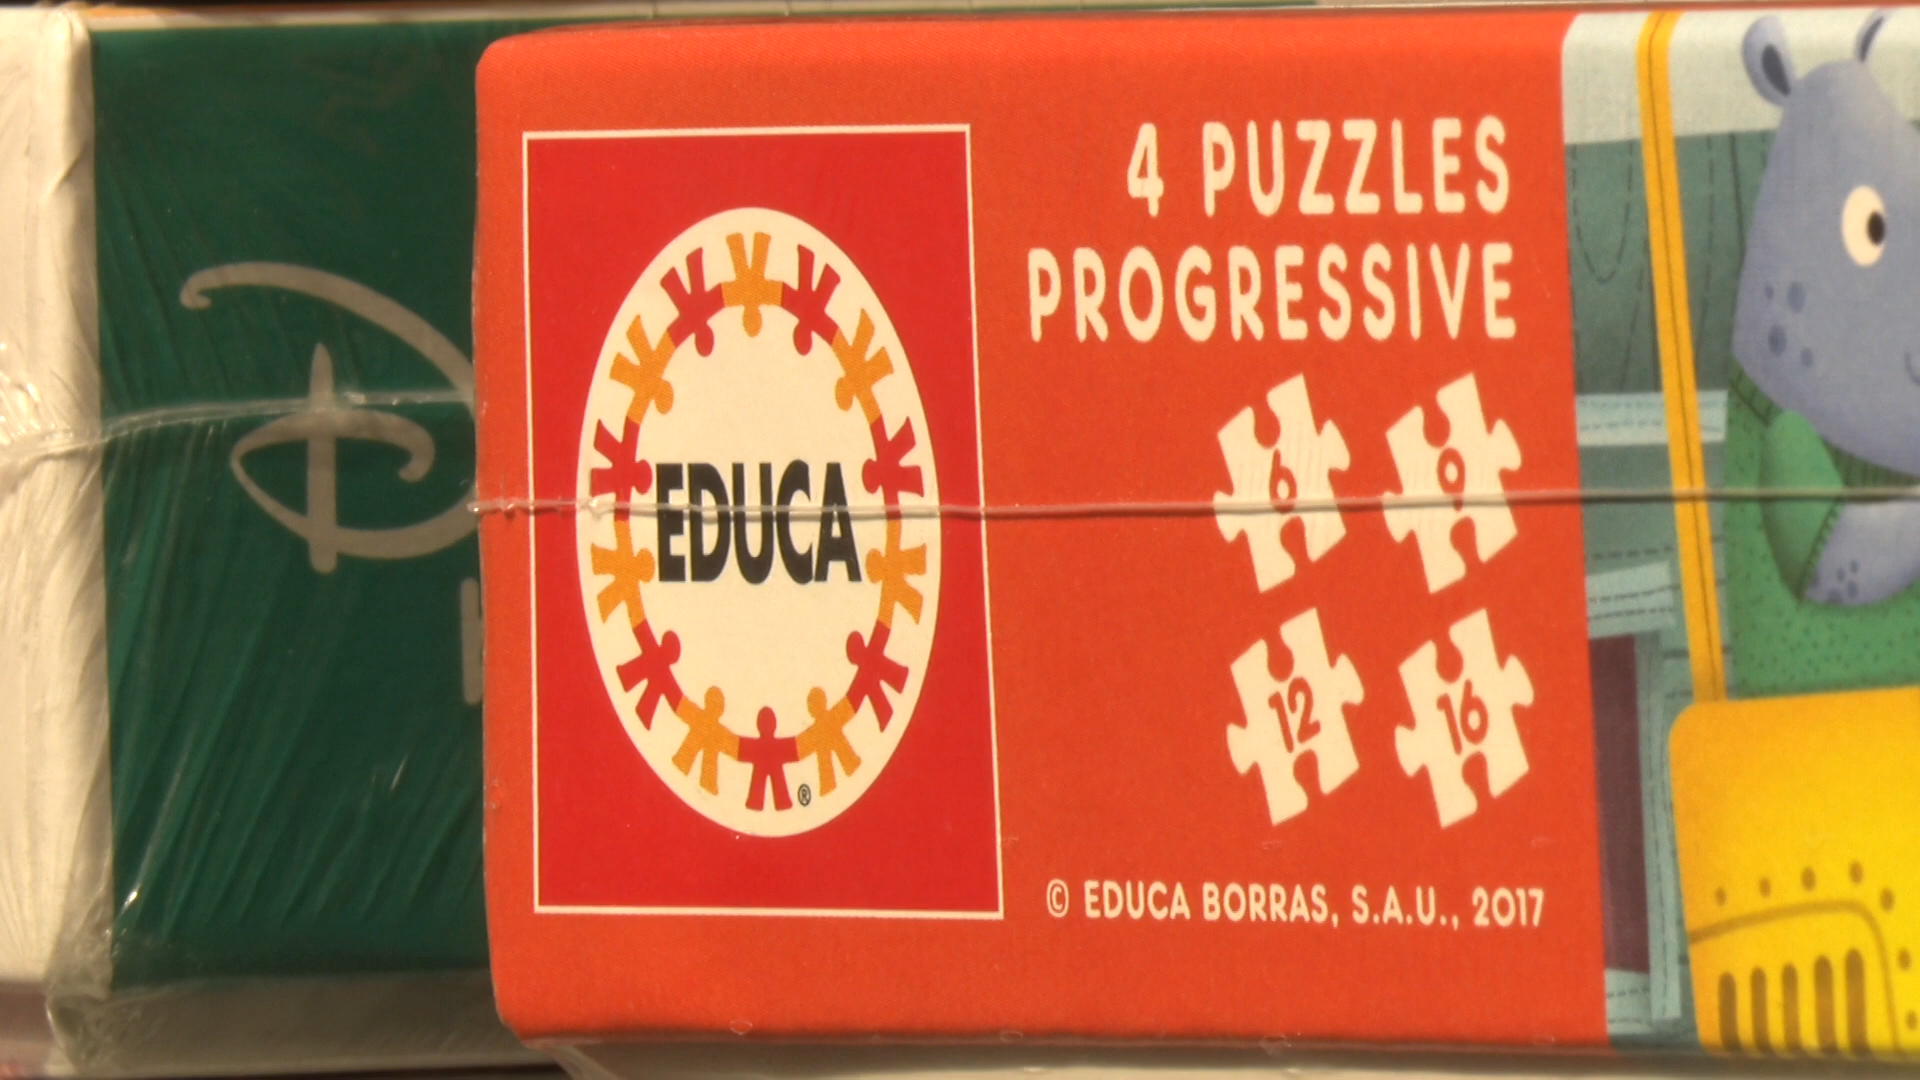 D
EDUCA
®
4 PUZZLES
PROGRESSIVE
6 9
12 16
© EDUCA BORRAS, S.A.U., 2017